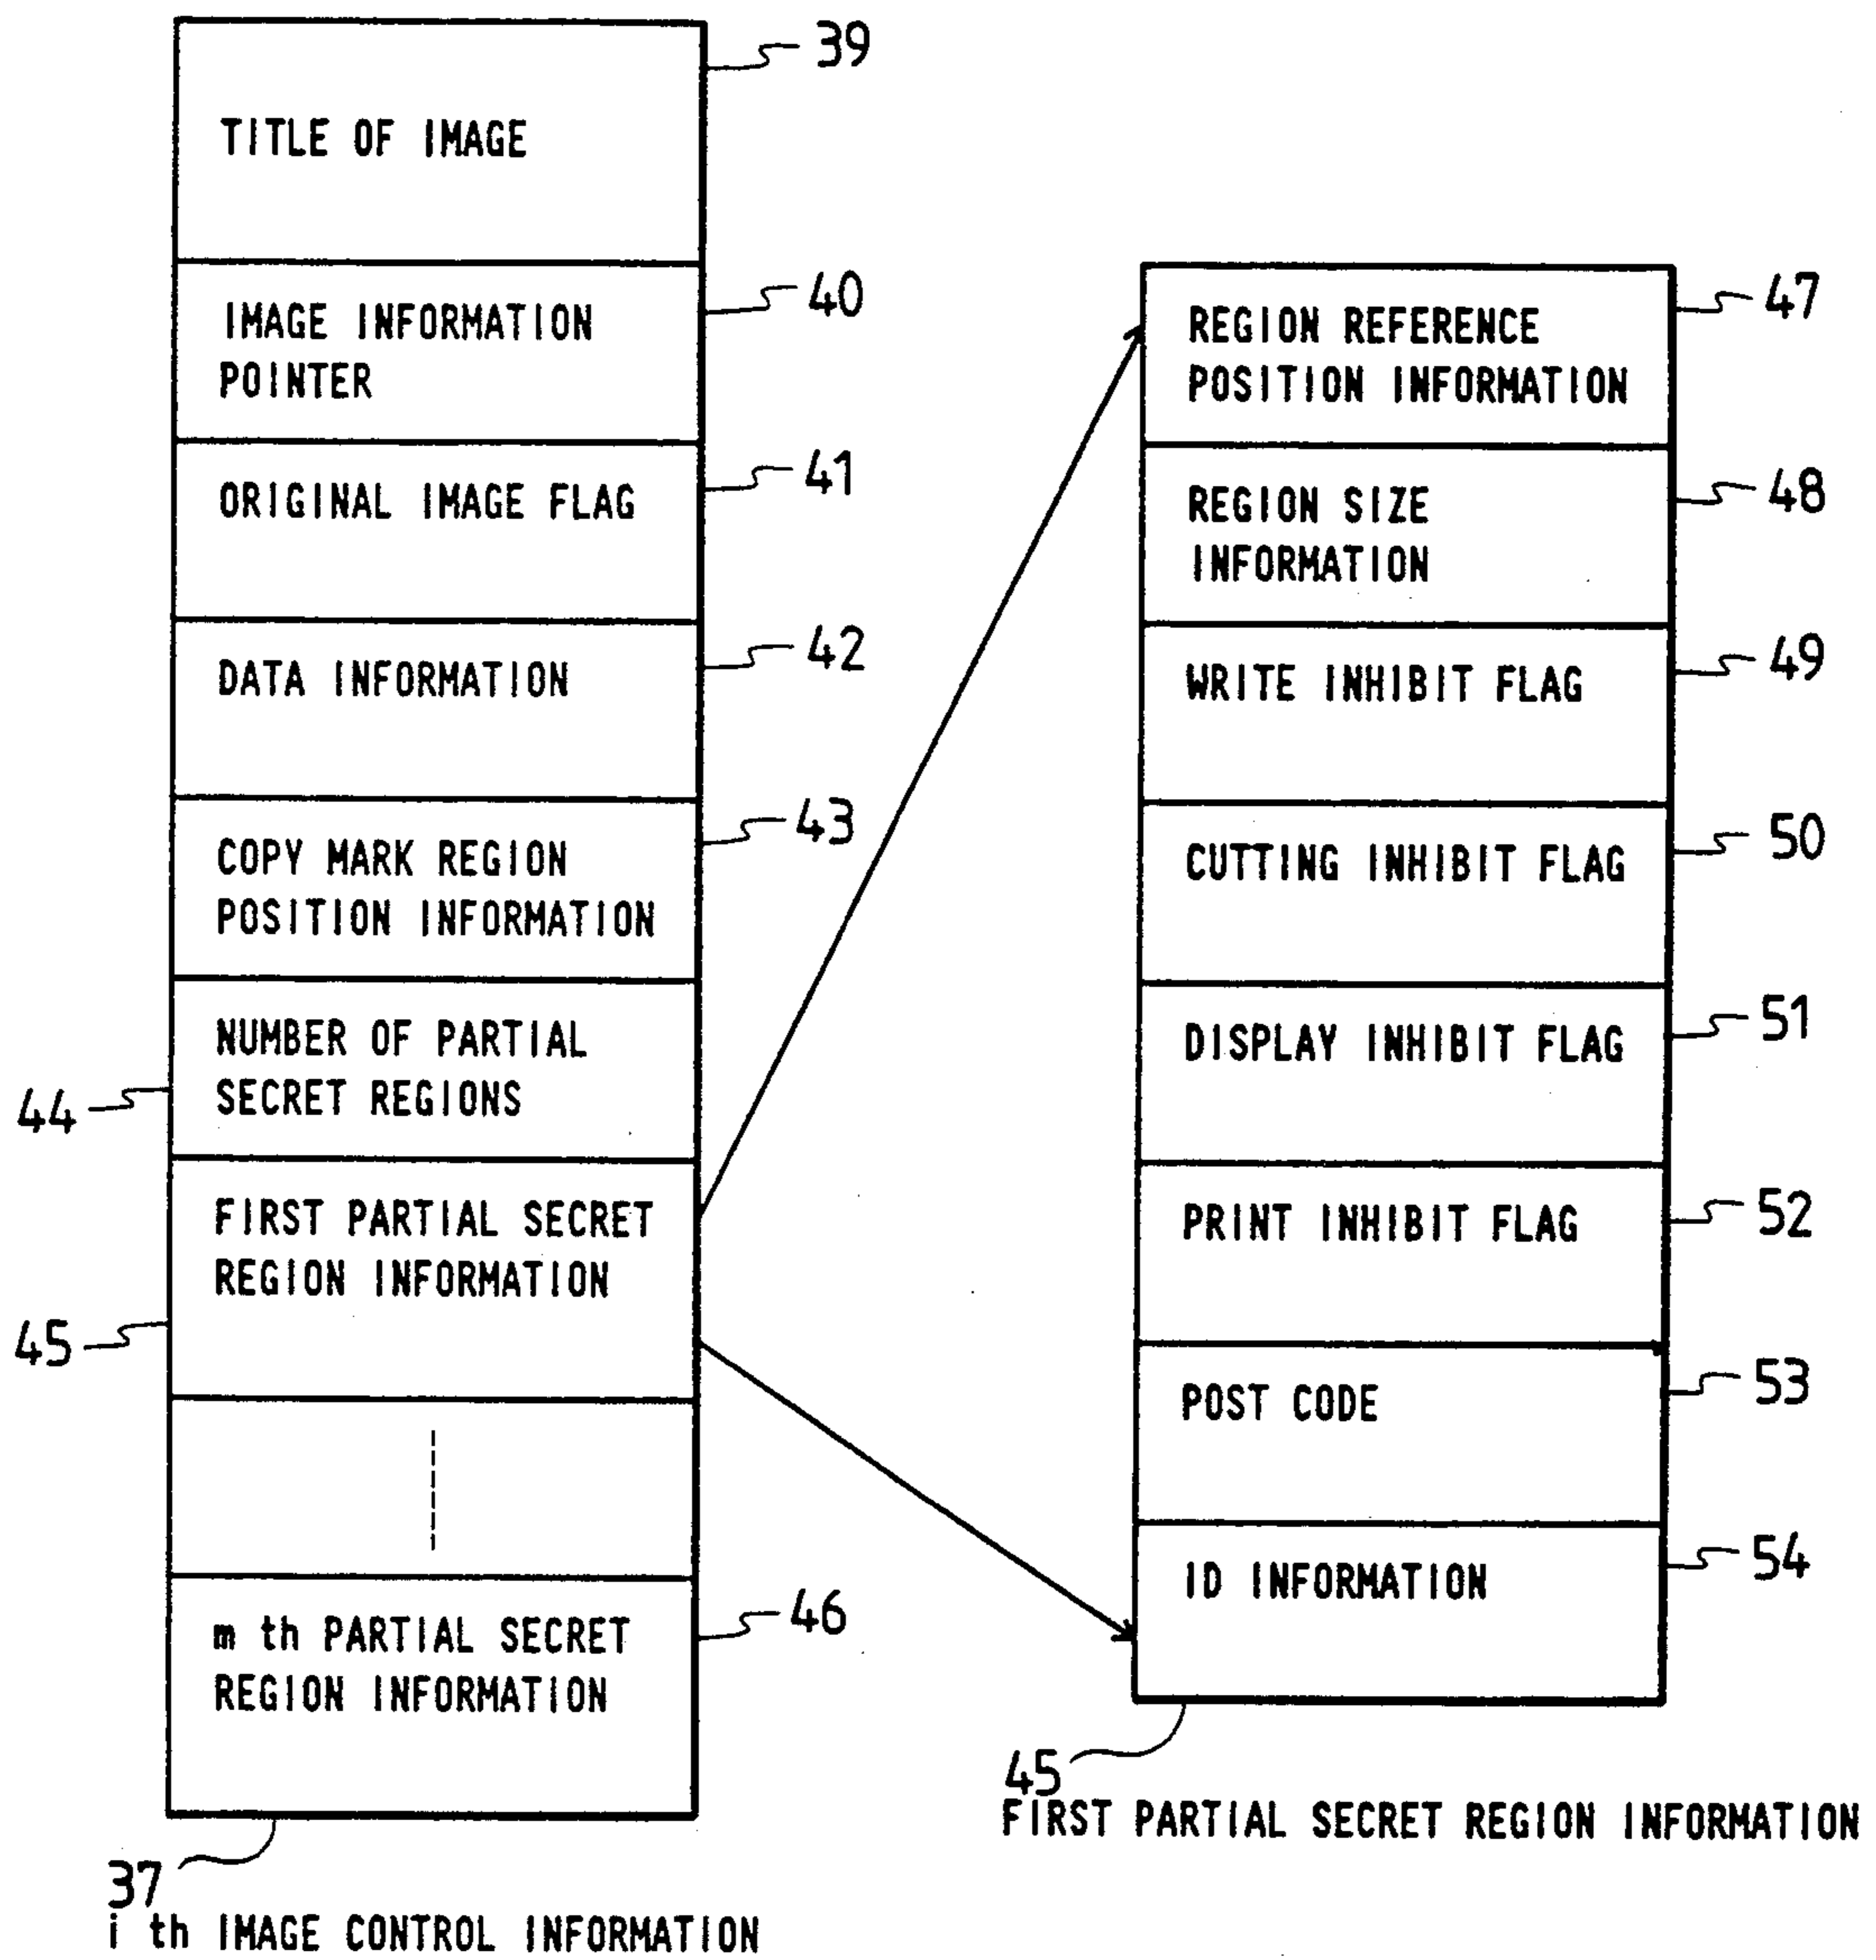 39
TITLE OF IMAGE
40
IMAGE INFORMATION
POINTER
41
ORIGINAL IMAGE FLAG
42
DATA INFORMATION
43
COPY MARK REGION
POSITION INFORMATION
NUMBER OF PARTIAL
SECRET REGIONS
44
FIRST PARTIAL SECRET
REGION INFORMATION
45
m th PARTIAL SECRET
REGION INFORMATION
46
37
i th IMAGE CONTROL INFORMATION
47
REGION REFERENCE
POSITION INFORMATION
48
REGION SIZE
INFORMATION
49
WRITE INHIBIT FLAG
50
CUTTING INHIBIT FLAG
51
DISPLAY INHIBIT FLAG
52
PRINT INHIBIT FLAG
53
POST CODE
54
ID INFORMATION
45
FIRST PARTIAL SECRET REGION INFORMATION